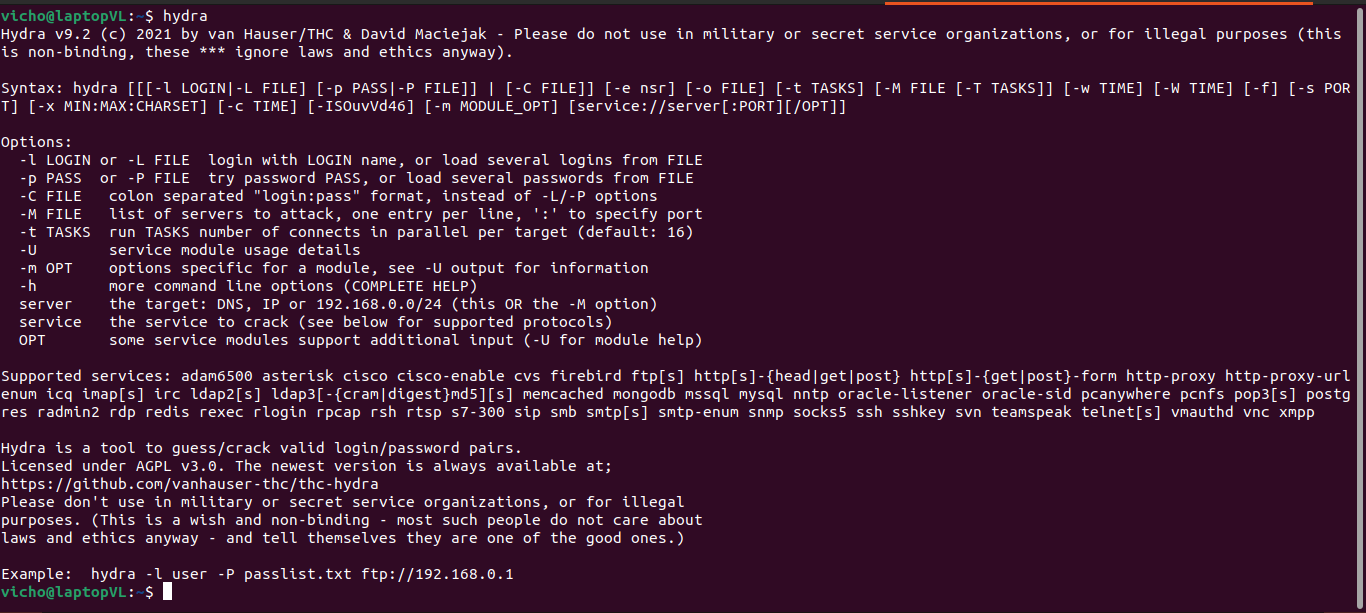 vicho@laptopVL:~$ hydra
Hydra v9.2 (c) 2021 by van Hauser/THC & David Maciejak - Please do not use in military or secret service organizations, or for illegal purposes (this
is non-binding, these *** ignore laws and ethics anyway).

Syntax: hydra [[[-l LOGIN|-L FILE] [-p PASS|-P FILE]] | [-C FILE]] [-e nsr] [-o FILE] [-t TASKS] [-M FILE [-T TASKS]] [-w TIME] [-W TIME] [-f] [-s POR
T] [-x MIN:MAX:CHARSET] [-c TIME] [-ISOuvVd46] [-m MODULE_OPT] [service://server[:PORT][/OPT]]

Options:
  -l LOGIN or -L FILE  login with LOGIN name, or load several logins from FILE
  -p PASS  or -P FILE  try password PASS, or load several passwords from FILE
  -C FILE   colon separated "login:pass" format, instead of -L/-P options
  -M FILE   list of servers to attack, one entry per line, ':' to specify port
  -t TASKS  run TASKS number of connects in parallel per target (default: 16)
  -U        service module usage details
  -m OPT    options specific for a module, see -U output for information
  -h        more command line options (COMPLETE HELP)
  server    the target: DNS, IP or 192.168.0.0/24 (this OR the -M option)
  service   the service to crack (see below for supported protocols)
  OPT       some service modules support additional input (-U for module help)

Supported services: adam6500 asterisk cisco cisco-enable cvs firebird ftp[s] http[s]-{head|get|post} http[s]-{get|post}-form http-proxy http-proxy-url
enum icq imap[s] irc ldap2[s] ldap3[-{cram|digest}md5][s] memcached mongodb mssql mysql nntp oracle-listener oracle-sid pcanywhere pcnfs pop3[s] postg
res radmin2 rdp redis rexec rlogin rpcap rsh rtsp s7-300 sip smb smtp[s] smtp-enum snmp socks5 ssh sshkey svn teamspeak telnet[s] vmauthd vnc xmpp

Hydra is a tool to guess/crack valid login/password pairs.
Licensed under AGPL v3.0. The newest version is always available at;
https://github.com/vanhauser-thc/thc-hydra
Please don't use in military or secret service organizations, or for illegal
purposes. (This is a wish and non-binding - most such people do not care about
laws and ethics anyway - and tell themselves they are one of the good ones.)

Example:  hydra -l user -P passlist.txt ftp://192.168.0.1
vicho@laptopVL:~$